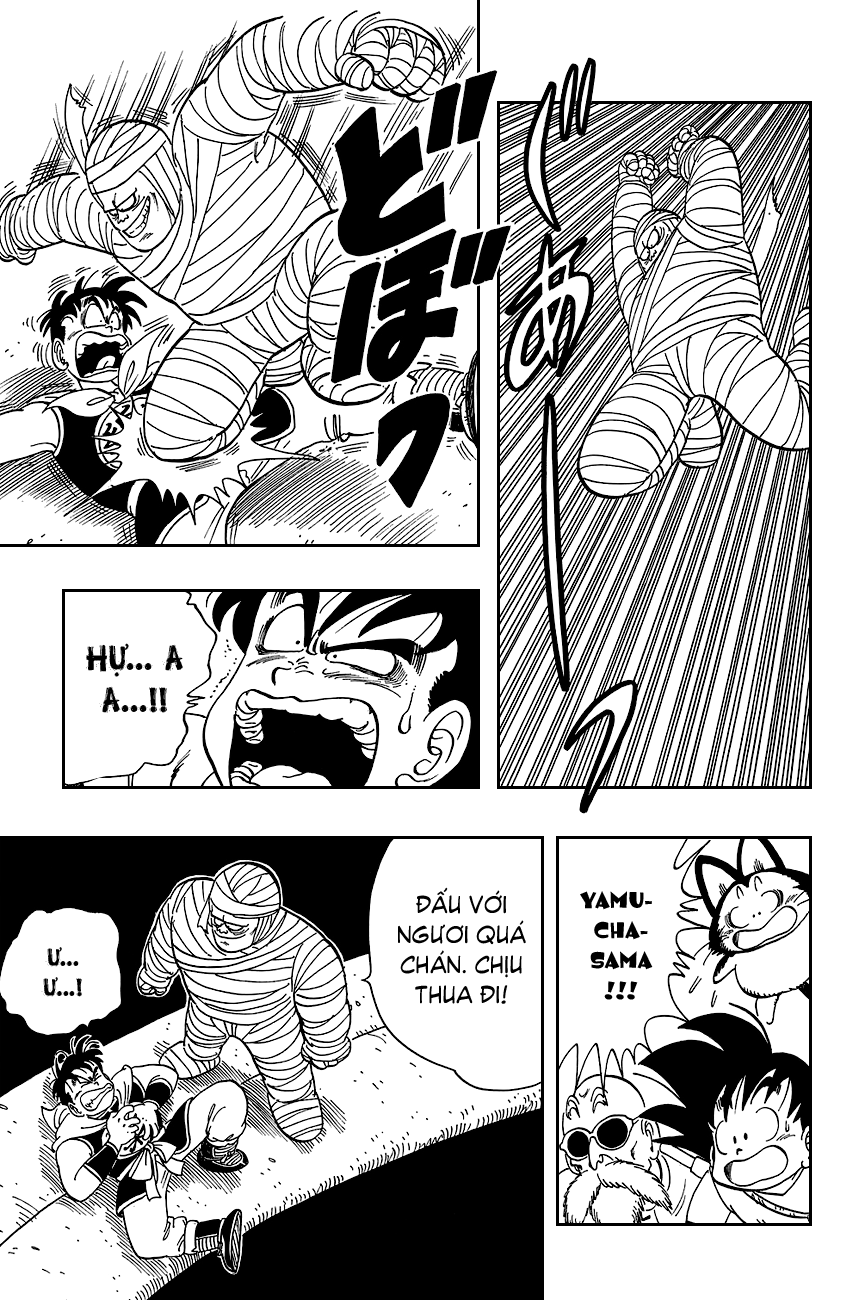 ぐあーっ
どぼっ
HỰ... A
A...!!
YAMU-
CHA-
SAMA
!!!
ĐẤU VỚI
NGƯƠI QUÁ
CHÁN. CHỊU
THUA ĐI!
Ư...
Ư...!